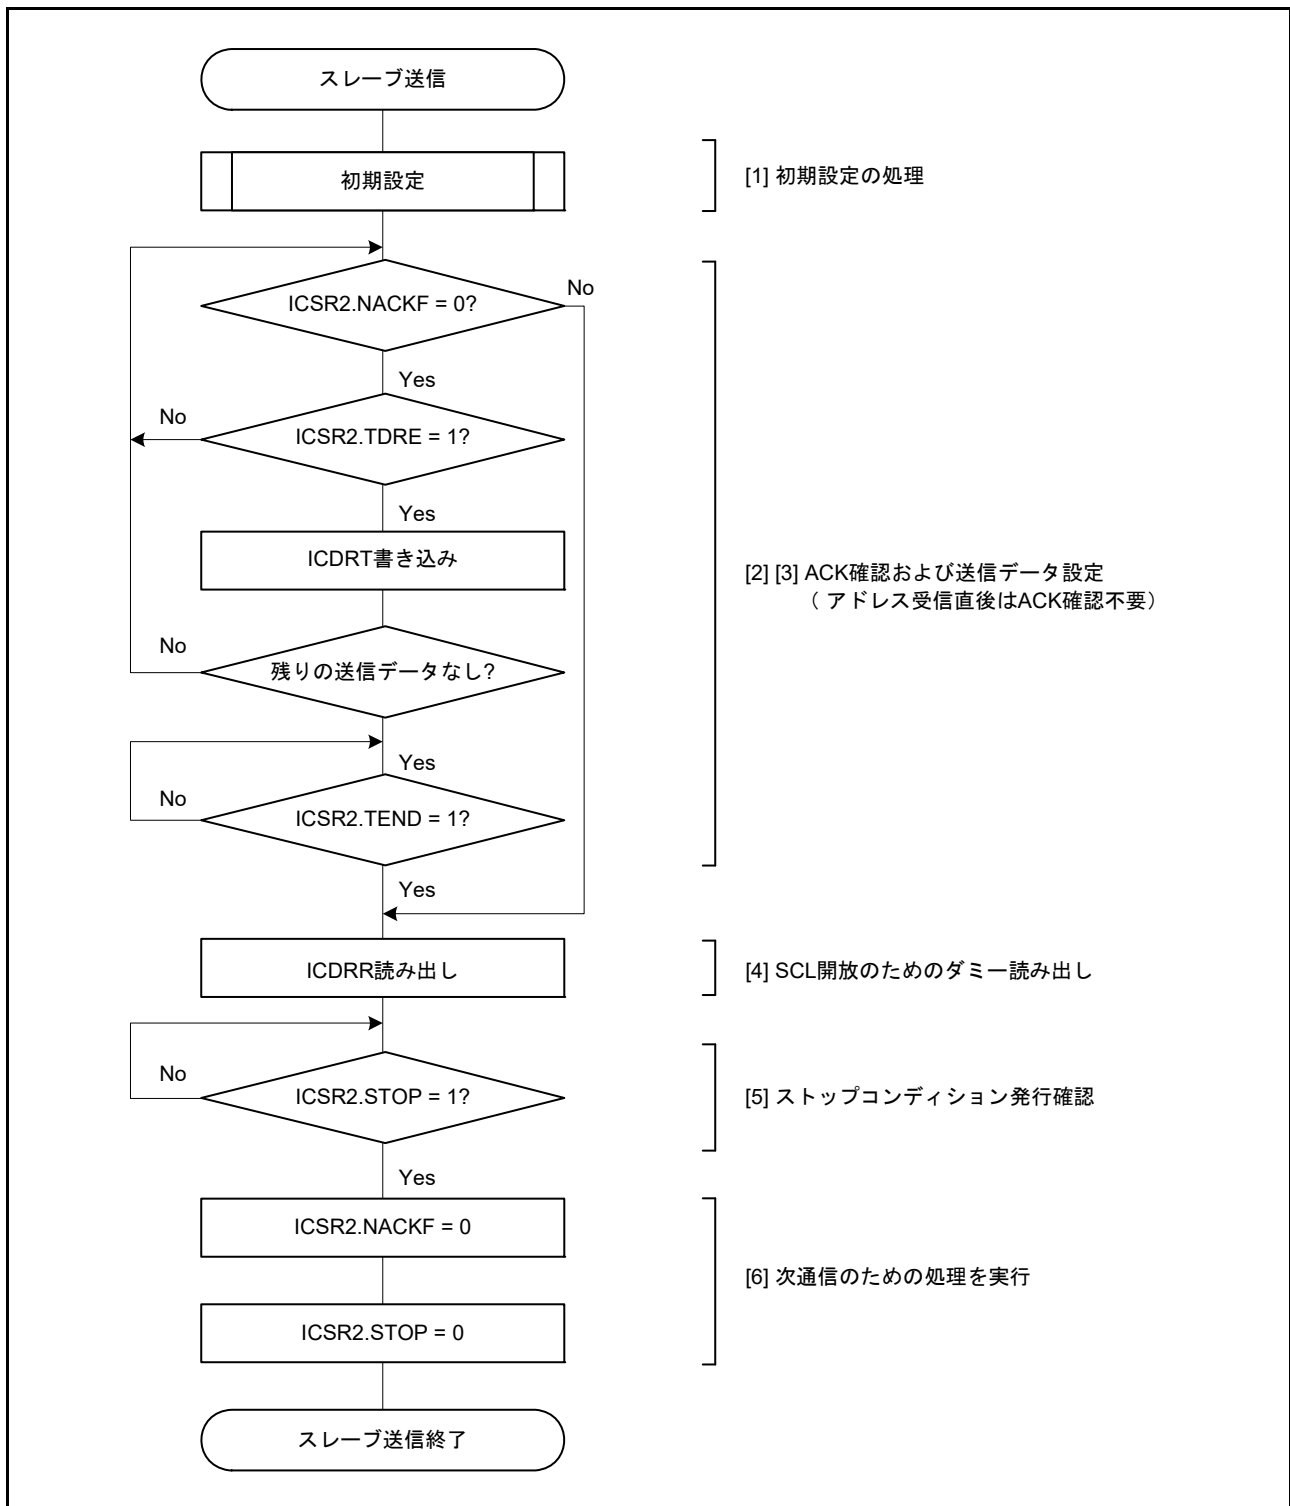 スレーブ送信
初期設定
[1] 初期設定の処理
ICSR2.NACKF = 0?
No
Yes
ICSR2.TDRE = 1?
No
Yes
ICDRT書き込み
[2] [3] ACK確認および送信データ設定
（ アドレス受信直後はACK確認不要）
残りの送信データなし?
No
Yes
ICSR2.TEND = 1?
No
Yes
ICDRR読み出し
[4] SCL開放のためのダミー読み出し
ICSR2.STOP = 1?
No
[5] ストップコンディション発行確認
Yes
ICSR2.NACKF = 0
[6] 次通信のための処理を実行
ICSR2.STOP = 0
スレーブ送信終了